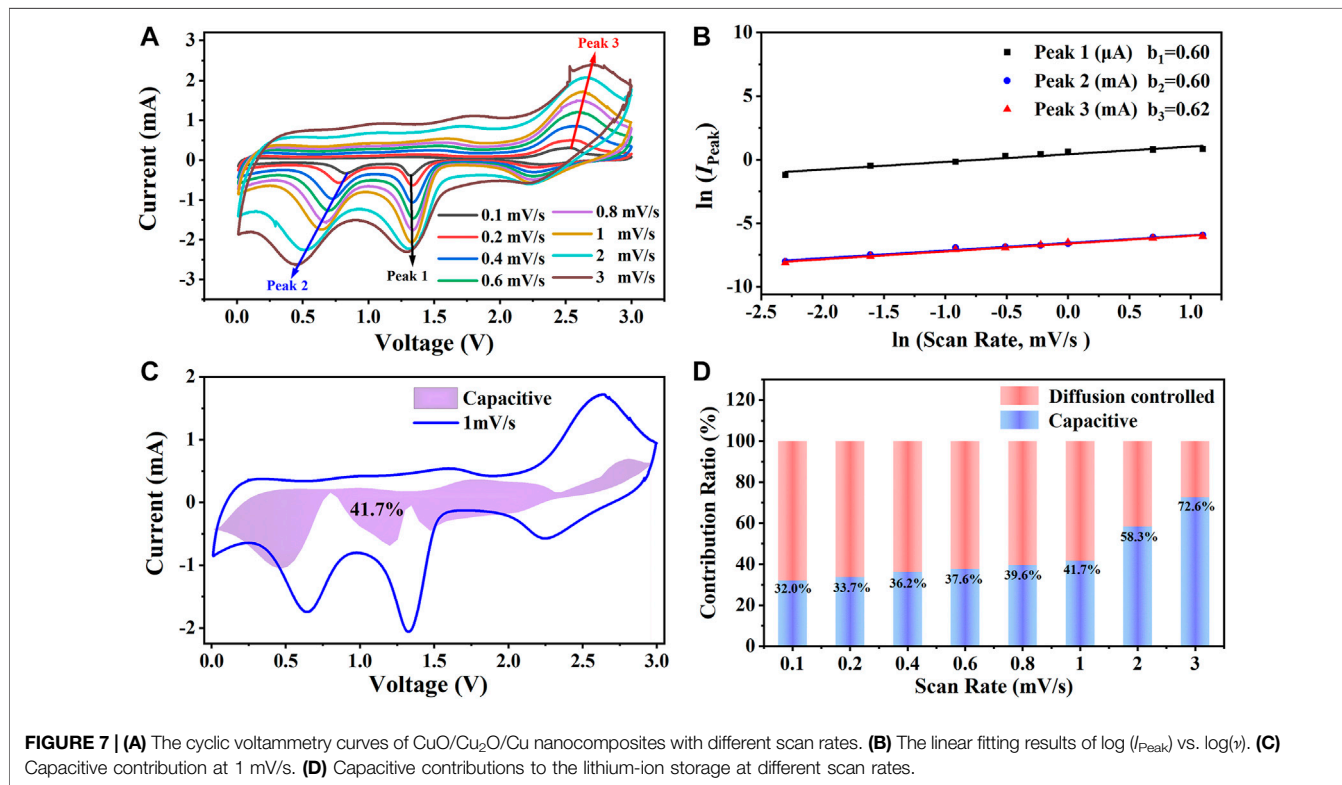 A
Peak 3
3
2
1
0
-1
-2
-3
Current (mA)
Peak 2
Peak 1
0.1 mV/s
0.2 mV/s
0.4 mV/s
0.6 mV/s
0.8 mV/s
1 mV/s
2 mV/s
3 mV/s
0.0 0.5 1.0 1.5 2.0 2.5 3.0
Voltage (V)
B
10
5
0
-5
-10
ln (IPeak)
Peak 1 (μA) b1=0.60
Peak 2 (mA) b2=0.60
Peak 3 (mA) b3=0.62
-2.5 -2.0 -1.5 -1.0 -0.5 0.0 0.5 1.0
ln (Scan Rate, mV/s )
C
2
1
0
-1
-2
Current (mA)
Capacitive
1mV/s
41.7%
0.0 0.5 1.0 1.5 2.0 2.5 3.0
Voltage (V)
D
120
100
80
60
40
20
0
Contribution Ratio (%)
Diffusion controlled
Capacitive
32.0% 33.7% 36.2% 37.6% 39.6% 41.7% 58.3% 72.6%
0.1 0.2 0.4 0.6 0.8 1 2 3
Scan Rate (mV/s)
FIGURE 7 | (A) The cyclic voltammetry curves of CuO/Cu2O/Cu nanocomposites with different scan rates. (B) The linear fitting results of log (IPeak) vs. log(ν). (C)
Capacitive contribution at 1 mV/s. (D) Capacitive contributions to the lithium-ion storage at different scan rates.